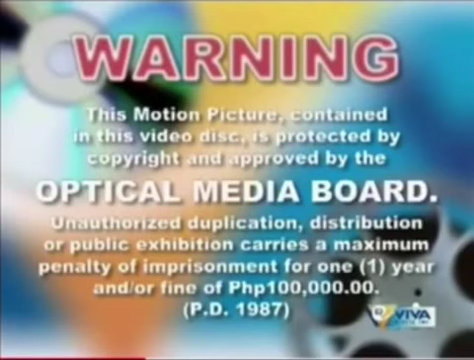 WARNING
This Motion Picture, contained
in this video disc, is protected by
copyright and approved by the
OPTICAL MEDIA BOARD.
Unauthorized duplication, distribution
or public exhibition carries a maximum
penalty of imprisonment for one (1) year
and/or fine of Php100,000.00.
(P.D. 1987)
VIVA